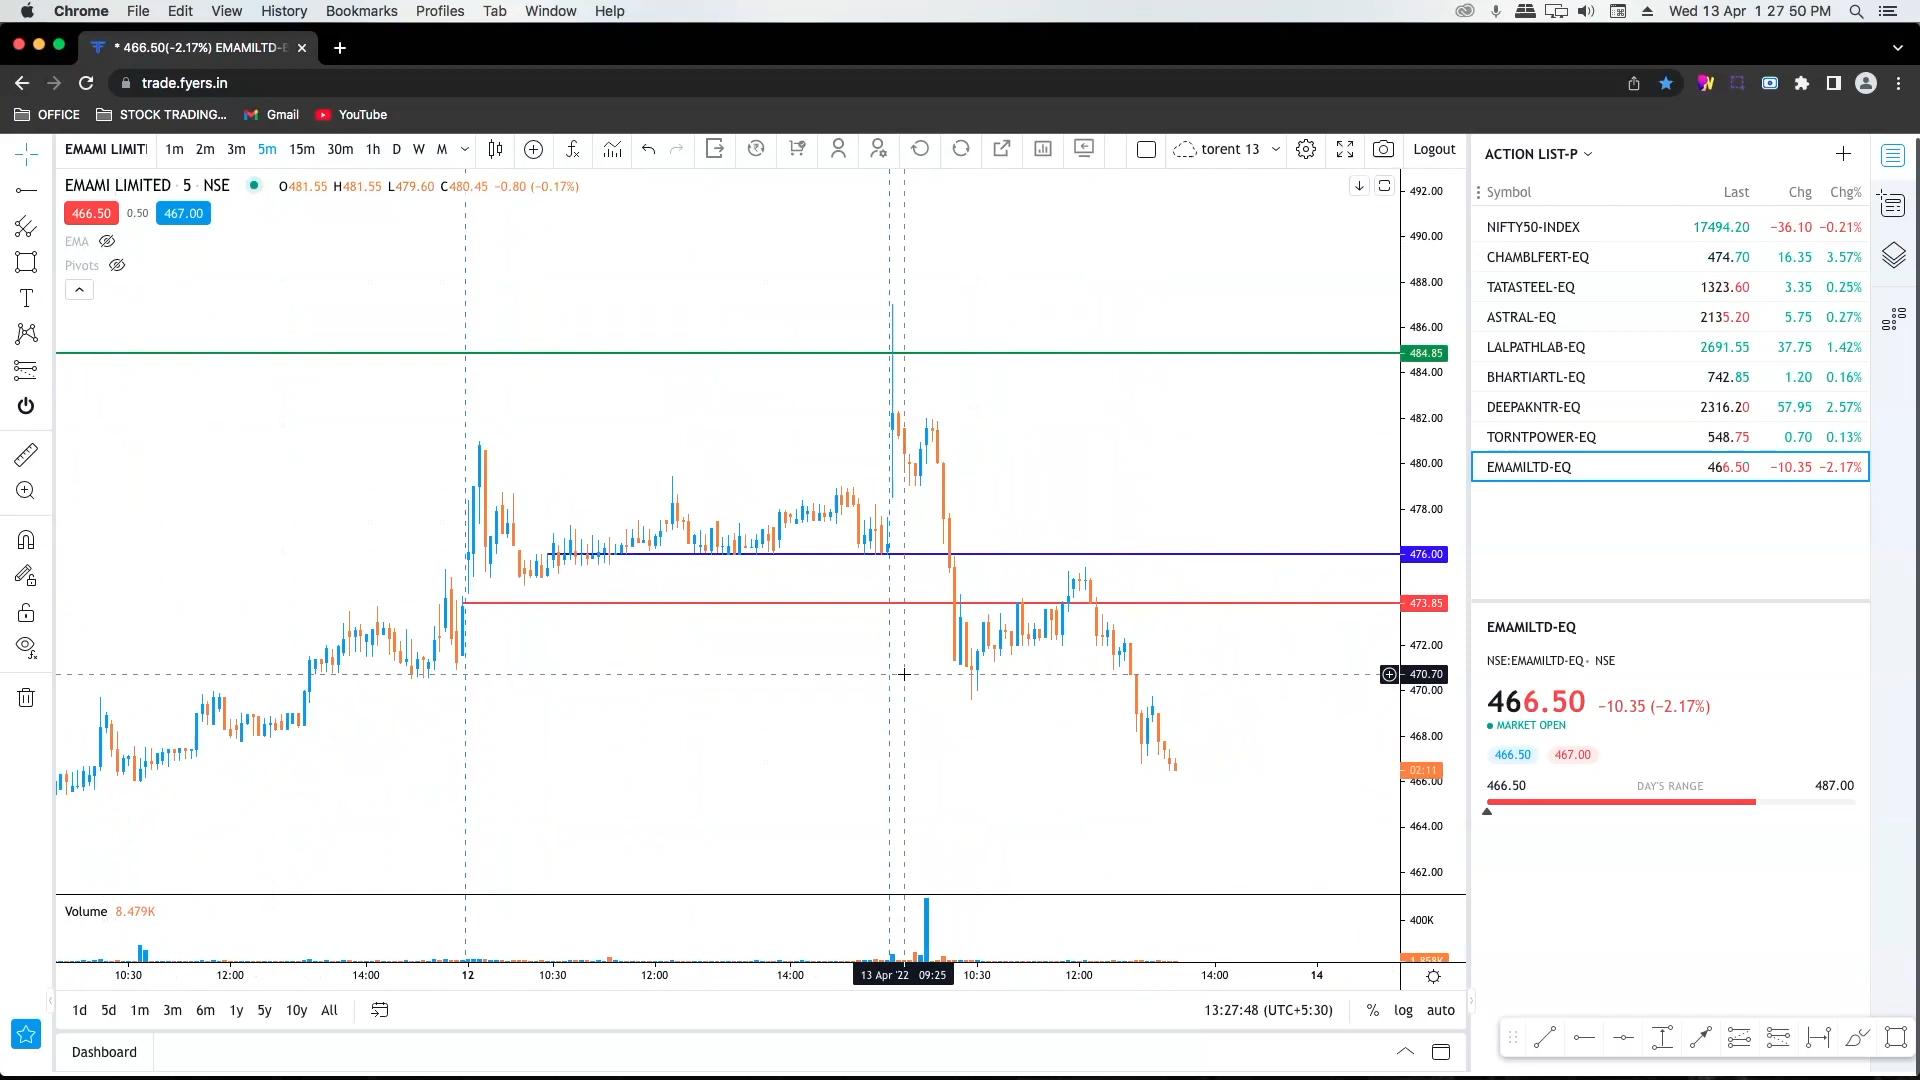 Chrome File Edit View History Bookmarks Profiles Tab Window Help Wed 13 Apr 1 27 50 PM
* 466.50(-2.17%) EMAMILTD-E
trade.fyers.in
OFFICE STOCK TRADING... Gmail YouTube
EMAMI LIMIT 1m 2m 3m 5m 15m 30m 1h D W M torent 13 Logout
EMAMI LIMITED · 5 · NSE O481.55 H481.55 L479.60 C480.45 −0.80 (−0.17%)
466.50 0.50 467.00
EMA
Pivots
492.00
490.00
488.00
486.00
484.85
484.00
482.00
480.00
478.00
476.00
473.85
472.00
470.70
470.00
468.00
02:11
466.00
464.00
462.00
Volume 8.479K
400K
1.858K
10:30 12:00 14:00 12 10:30 12:00 14:00 13 Apr '22 09:25 10:30 12:00 14:00 14
1d 5d 1m 3m 6m 1y 5y 10y All 13:27:48 (UTC+5:30) % log auto
Dashboard
ACTION LIST-P
Symbol Last Chg Chg%
NIFTY50-INDEX 17494.20 −36.10 −0.21%
CHAMBLFERT-EQ 474.70 16.35 3.57%
TATASTEEL-EQ 1323.60 3.35 0.25%
ASTRAL-EQ 2135.20 5.75 0.27%
LALPATHLAB-EQ 2691.55 37.75 1.42%
BHARTIARTL-EQ 742.85 1.20 0.16%
DEEPAKNTR-EQ 2316.20 57.95 2.57%
TORNTPOWER-EQ 548.75 0.70 0.13%
EMAMILTD-EQ 466.50 −10.35 −2.17%
EMAMILTD-EQ
NSE:EMAMILTD-EQ • NSE
466.50 −10.35 (−2.17%)
MARKET OPEN
466.50 467.00
466.50 DAY'S RANGE 487.00